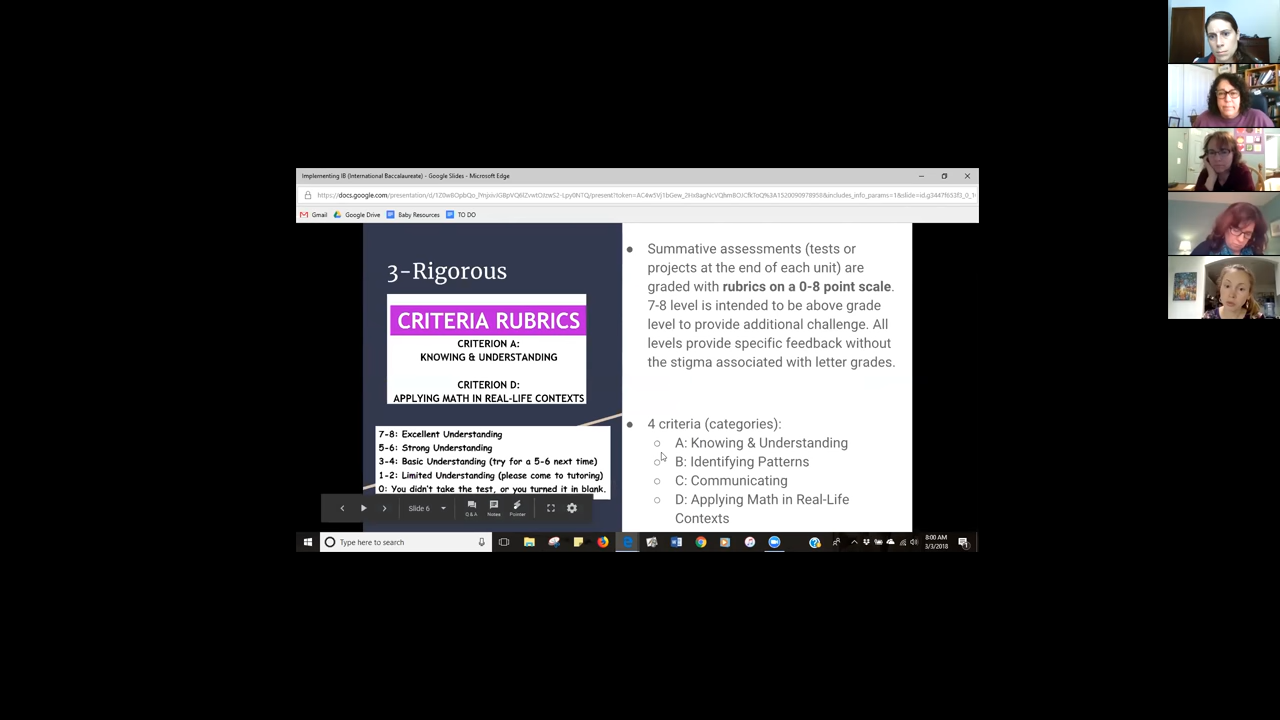 Implementing IB (International Baccalaureate) - Google Slides - Microsoft Edge
Gmail Google Drive Baby Resources TO DO
3-Rigorous
CRITERIA RUBRICS
CRITERION A:
KNOWING & UNDERSTANDING
CRITERION D:
APPLYING MATH IN REAL-LIFE CONTEXTS
7-8: Excellent Understanding
5-6: Strong Understanding
3-4: Basic Understanding (try for a 5-6 next time)
1-2: Limited Understanding (please come to tutoring)
0: You didn't take the test, or you turned it in blank.
● Summative assessments (tests or
projects at the end of each unit) are
graded with rubrics on a 0-8 point scale.
7-8 level is intended to be above grade
level to provide additional challenge. All
levels provide specific feedback without
the stigma associated with letter grades.
● 4 criteria (categories):
○ A: Knowing & Understanding
○ B: Identifying Patterns
○ C: Communicating
○ D: Applying Math in Real-Life
Contexts
Slide 6
Q & A Notes Pointer
Type here to search
8:00 AM
3/3/2018